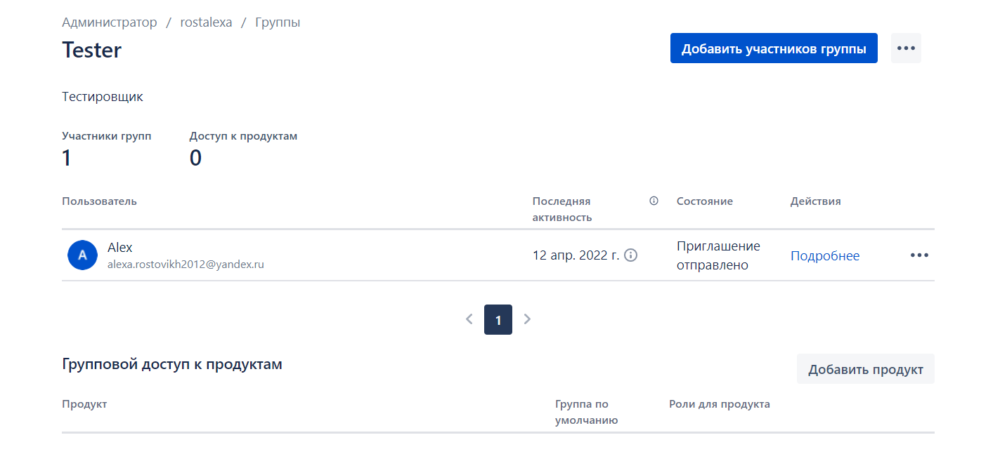 Администратор / rostalexa / Группы
Tester
Добавить участников группы
Тестировщик
Участники групп
Доступ к продуктам
1
0
Пользователь
Последняя
активность
Состояние
Действия
A
Alex
alexa.rostovikh2012@yandex.ru
12 апр. 2022 г.
Приглашение
отправлено
Подробнее
1
Групповой доступ к продуктам
Добавить продукт
Продукт
Группа по
умолчанию
Роли для продукта